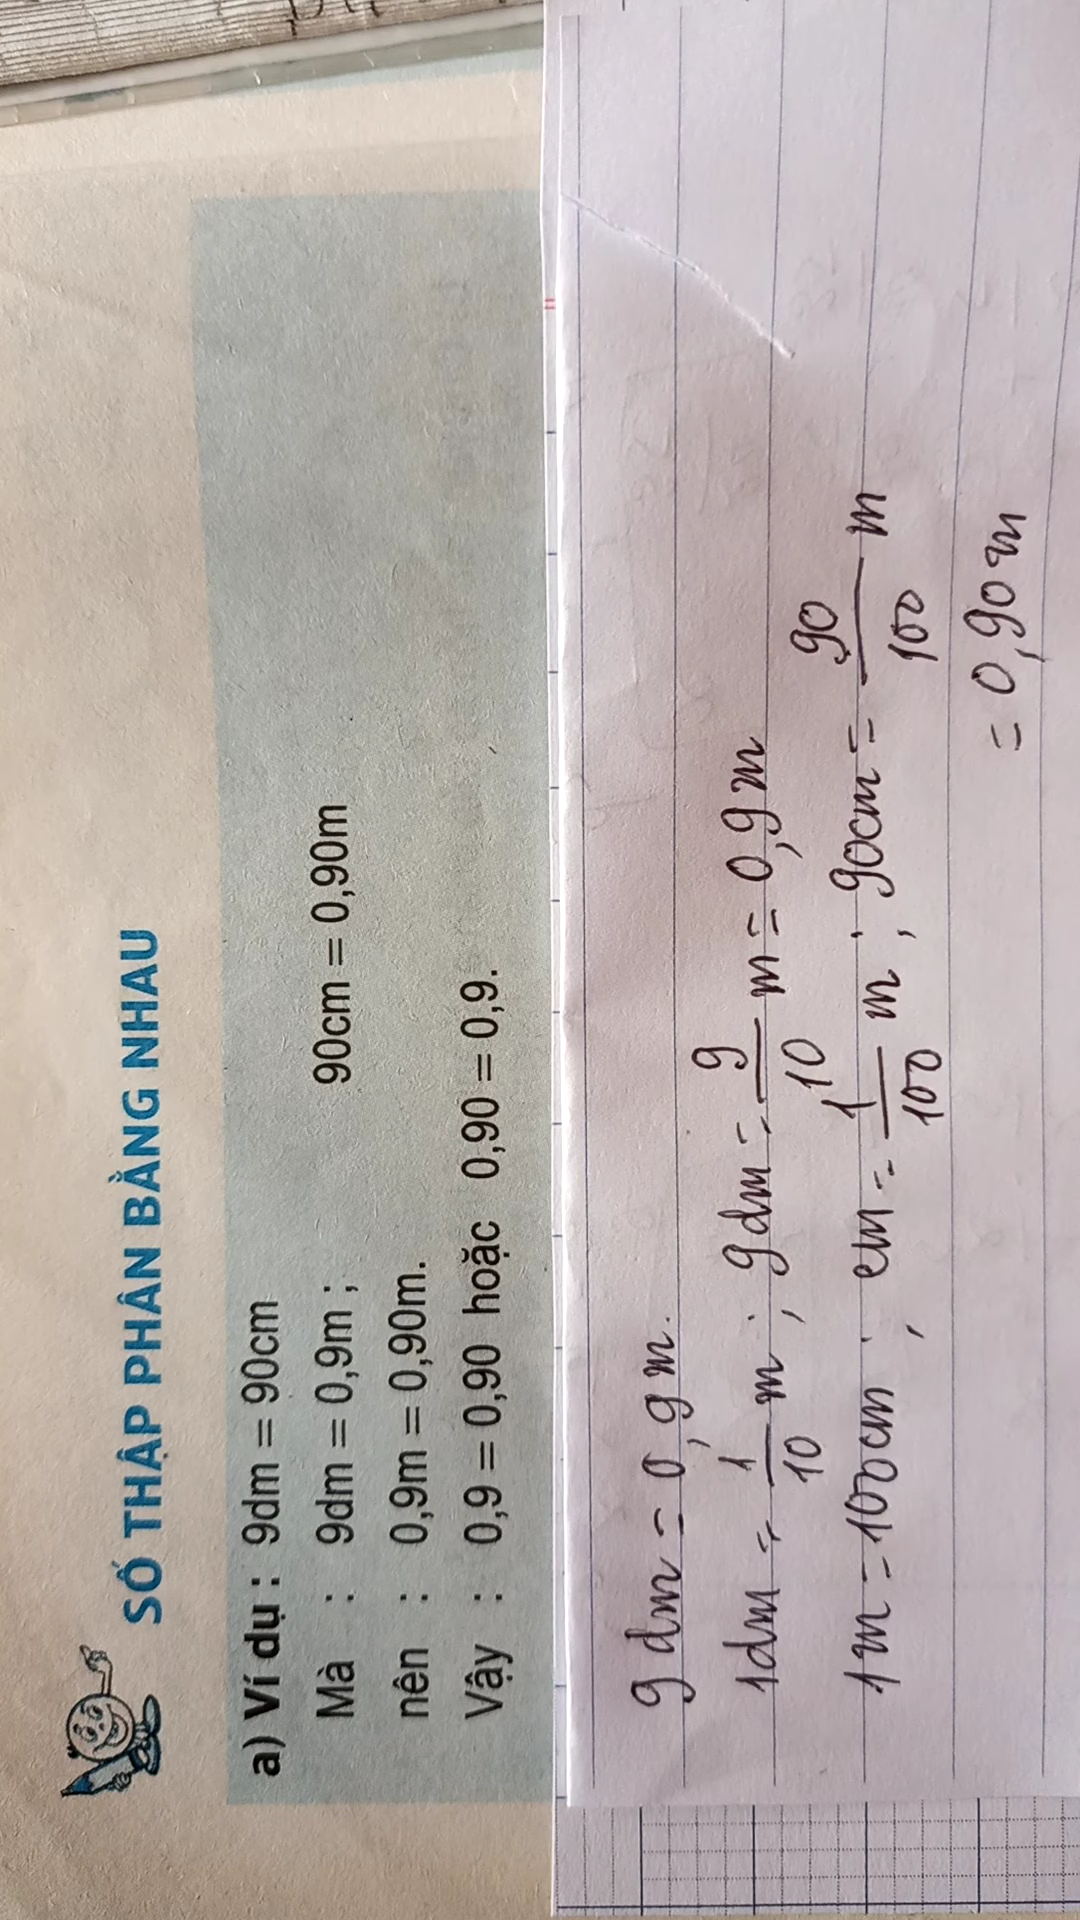 SỐ THẬP PHÂN BẰNG NHAU
a) Ví dụ : 9dm = 90cm
Mà : 9dm = 0,9m ; 90cm = 0,90m
nên : 0,9m = 0,90m.
Vậy : 0,9 = 0,90 hoặc 0,90 = 0,9.
9dm = 0,9m.
1dm = 1/10 m ; 9dm = 9/10 m = 0,9m
1m = 100cm ; cm = 1/100 m ; 90cm = 90/100 m
= 0,90m